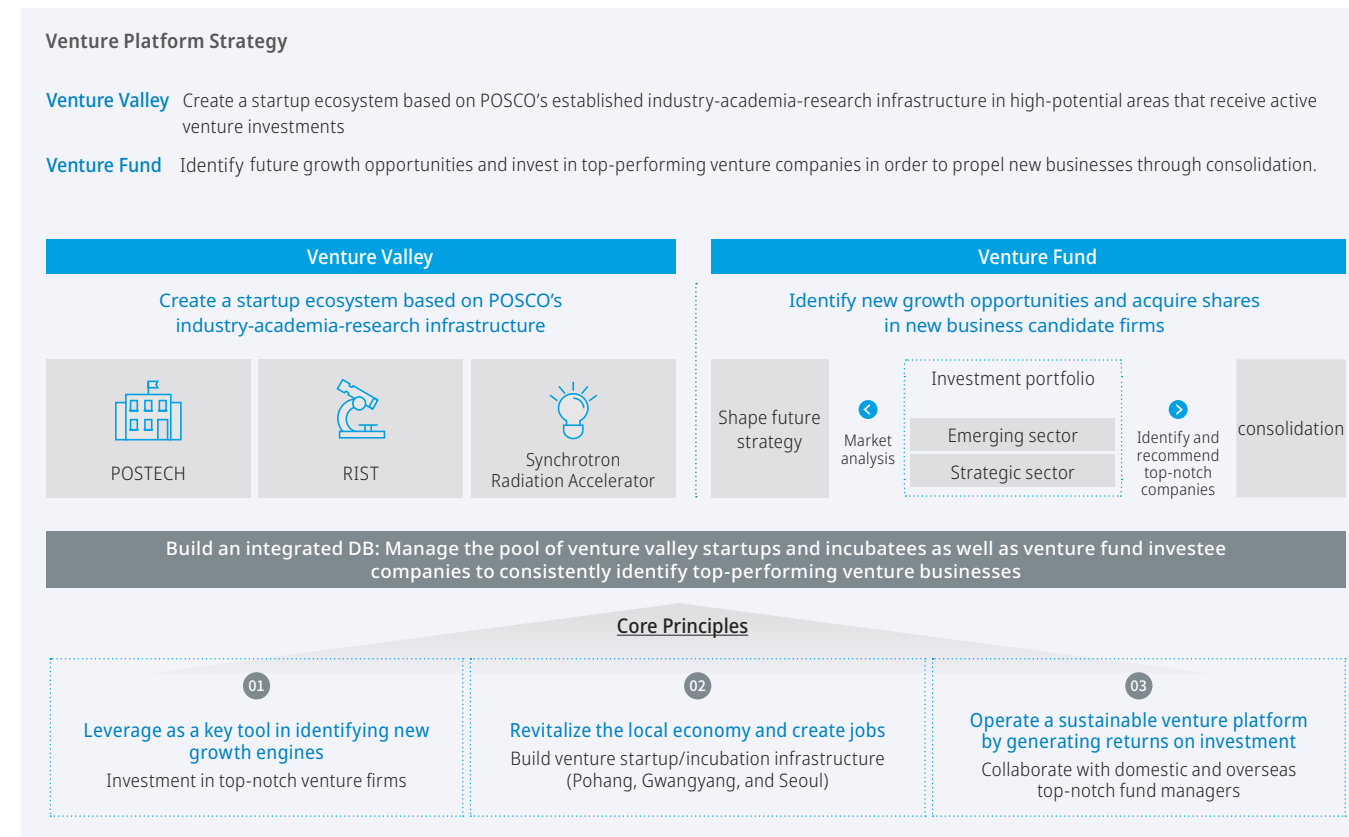 Venture Platform Strategy
Venture Valley Create a startup ecosystem based on POSCO's established industry-academia-research infrastructure in high-potential areas that receive active
venture investments
Venture Fund Identify future growth opportunities and invest in top-performing venture companies in order to propel new businesses through consolidation.
Venture Valley
Create a startup ecosystem based on POSCO's
industry-academia-research infrastructure
POSTECH
RIST
Synchrotron
Radiation Accelerator
Venture Fund
Identify new growth opportunities and acquire shares
in new business candidate firms
Shape future
strategy
Market
analysis
Investment portfolio
Emerging sector
Strategic sector
Identify and
recommend
top-notch
companies
consolidation
Build an integrated DB: Manage the pool of venture valley startups and incubatees as well as venture fund investee
companies to consistently identify top-performing venture businesses
Core Principles
01
Leverage as a key tool in identifying new
growth engines
Investment in top-notch venture firms
02
Revitalize the local economy and create jobs
Build venture startup/incubation infrastructure
(Pohang, Gwangyang, and Seoul)
03
Operate a sustainable venture platform
by generating returns on investment
Collaborate with domestic and overseas
top-notch fund managers